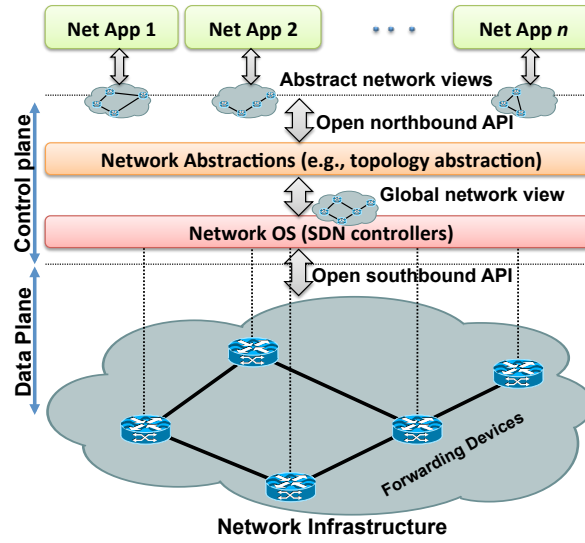 Net App 1
Net App 2
Net App n
Abstract network views
Open northbound API
Network Abstractions (e.g., topology abstraction)
Global network view
Network OS (SDN controllers)
Open southbound API
Control plane
Data Plane
Forwarding Devices
Network Infrastructure